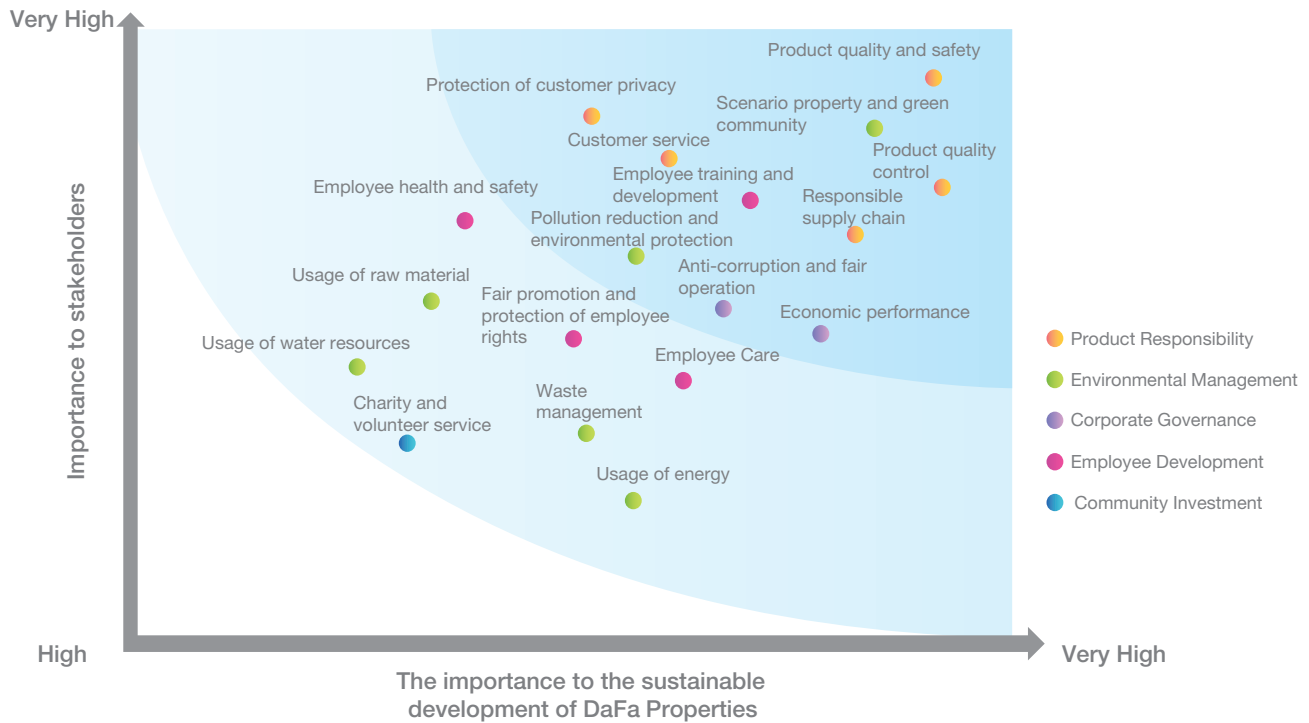 Very High
Product quality and safety
Protection of customer privacy
Scenario property and green
community
Customer service
Product quality
control
Employee training and
development
Employee health and safety
Responsible
supply chain
Pollution reduction and
environmental protection
Anti-corruption and fair
operation
Usage of raw material
Fair promotion and
protection of employee
rights
Economic performance
Usage of water resources
Employee Care
Waste
management
Charity and
volunteer service
Usage of energy
Importance to stakeholders
Product Responsibility
Environmental Management
Corporate Governance
Employee Development
Community Investment
High
Very High
The importance to the sustainable
development of DaFa Properties